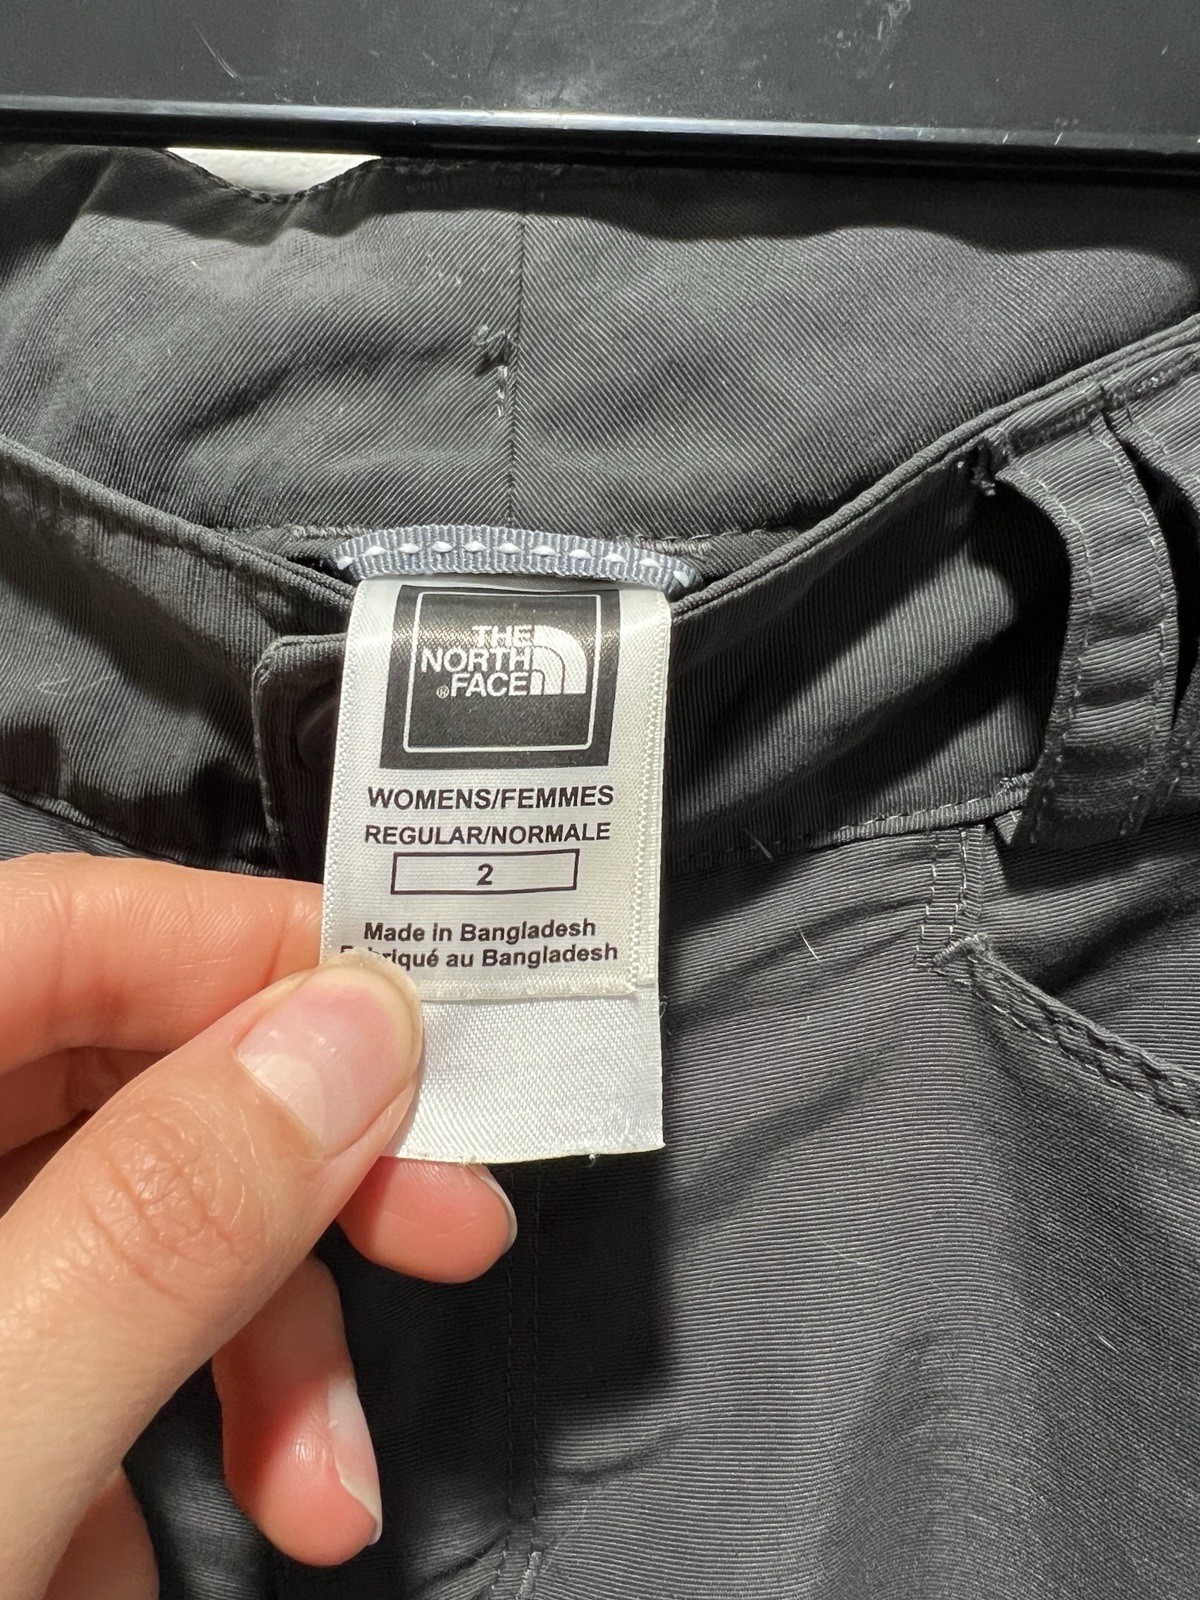 THE
NORTH
® FACE
WOMENS/FEMMES
REGULAR/NORMALE
2
Made in Bangladesh
Fabriqué au Bangladesh